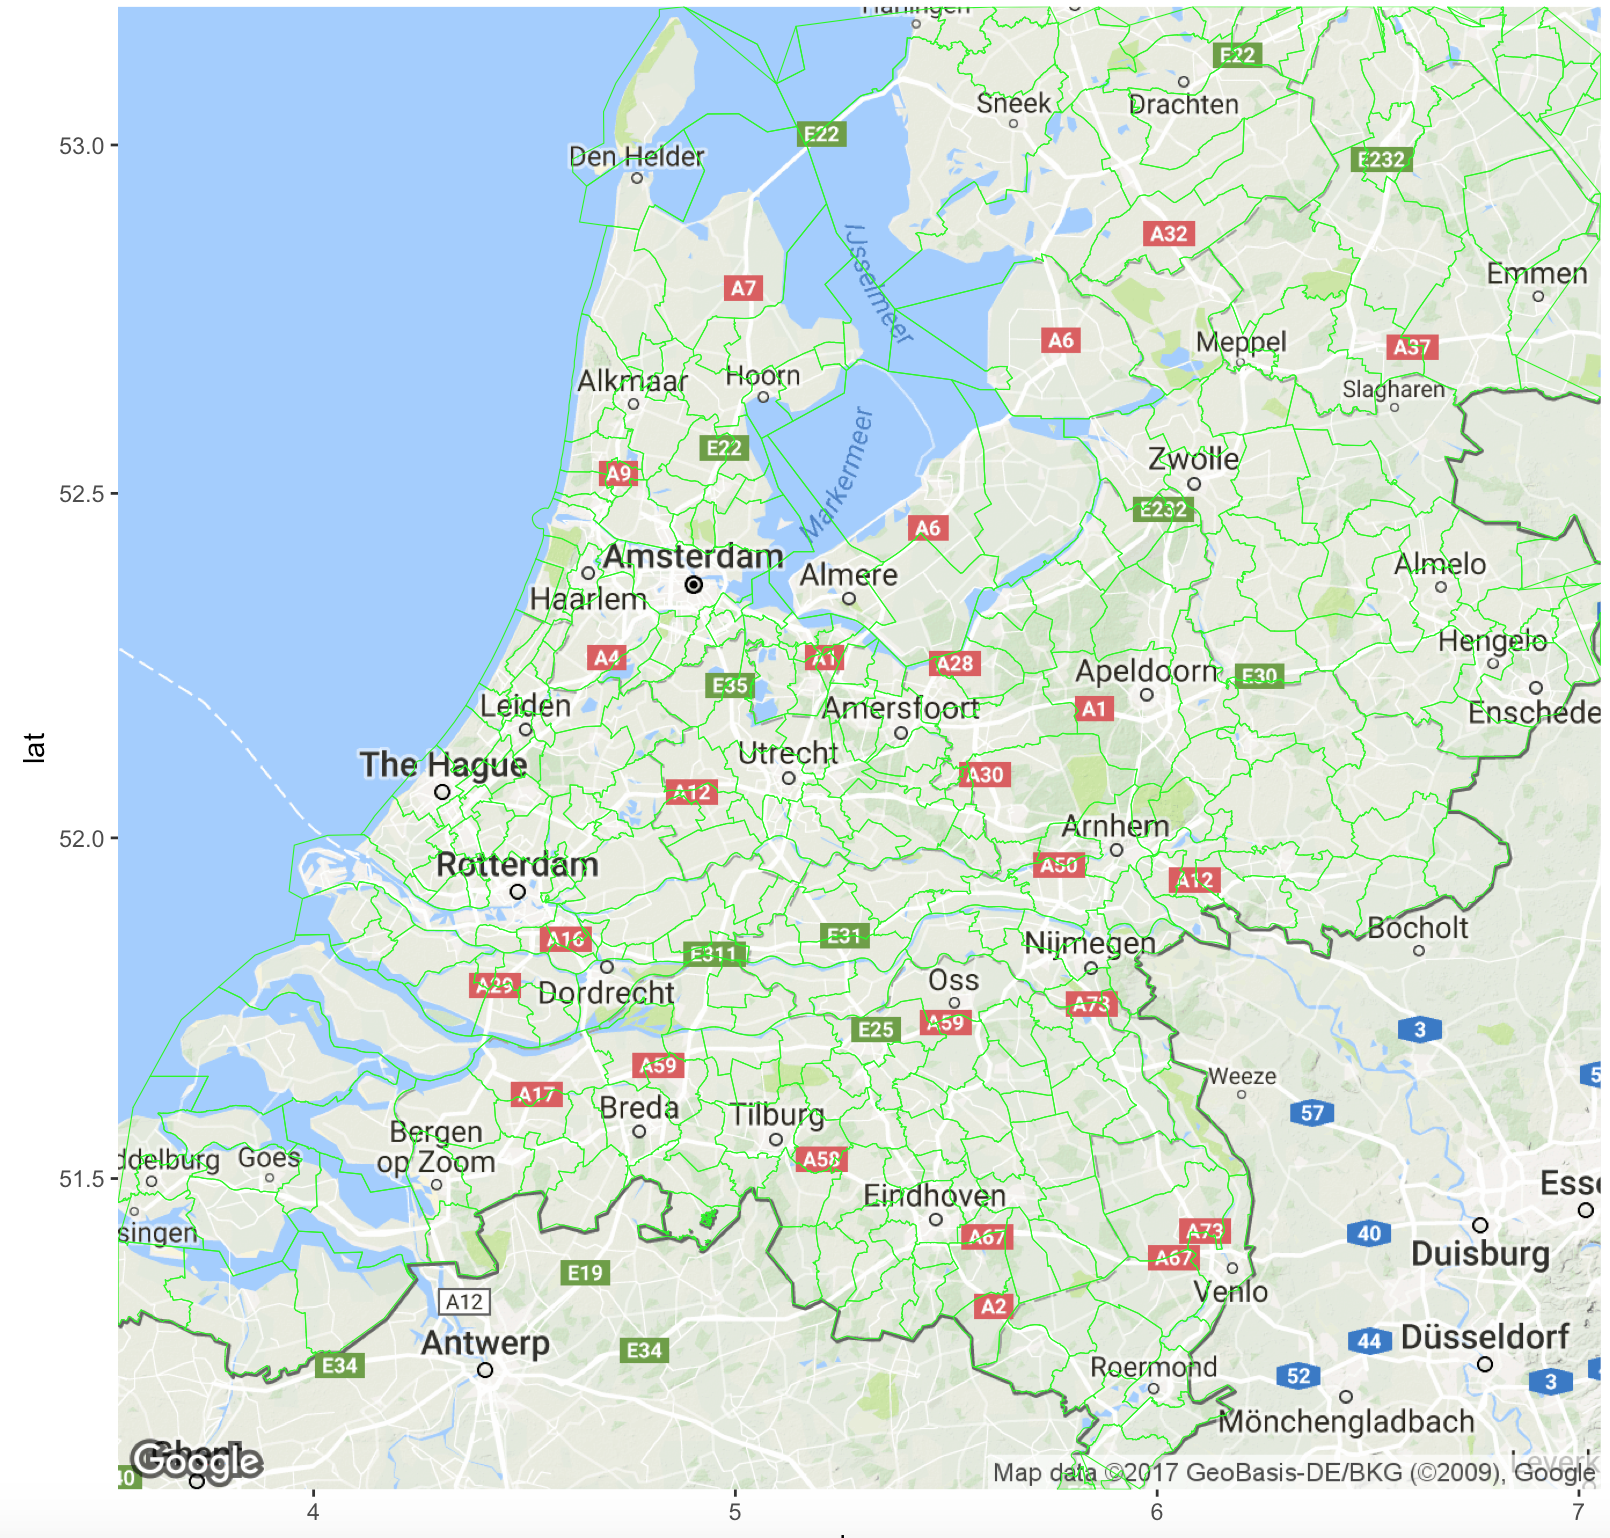 E22
Sneek
Drachten
53.0
E22
Den Helder
E232
A32
IJsselmeer
Emmen
A7
A6
Meppel
A37
Alkmaar
Hoorn
Slagharen
Markermeer
E22
Zwolle
A9
52.5
E232
A6
Amsterdam
Almere
Almelo
Haarlem
Hengelo
A4
A1
A28
Apeldoorn
E30
E35
Leiden
Amersfoort
A1
Enschede
lat
Utrecht
The Hague
A30
A12
Arnhem
52.0
Rotterdam
A50
A12
Bocholt
A16
E31
Nijmegen
E311
Oss
A29
Dordrecht
A73
A59
E25
3
A59
Weeze
5
A17
Breda
Tilburg
57
Bergen
op Zoom
ddelburg
Goes
A58
51.5
Eindhoven
Esse
singen
A67
A73
40
Duisburg
A67
E19
Venlo
A12
A2
Antwerp
E34
44
Düsseldorf
E34
Roermond
52
3
Mönchengladbach
Google
40
Map data ©2017 GeoBasis-DE/BKG (©2009), Google
4
5
6
7